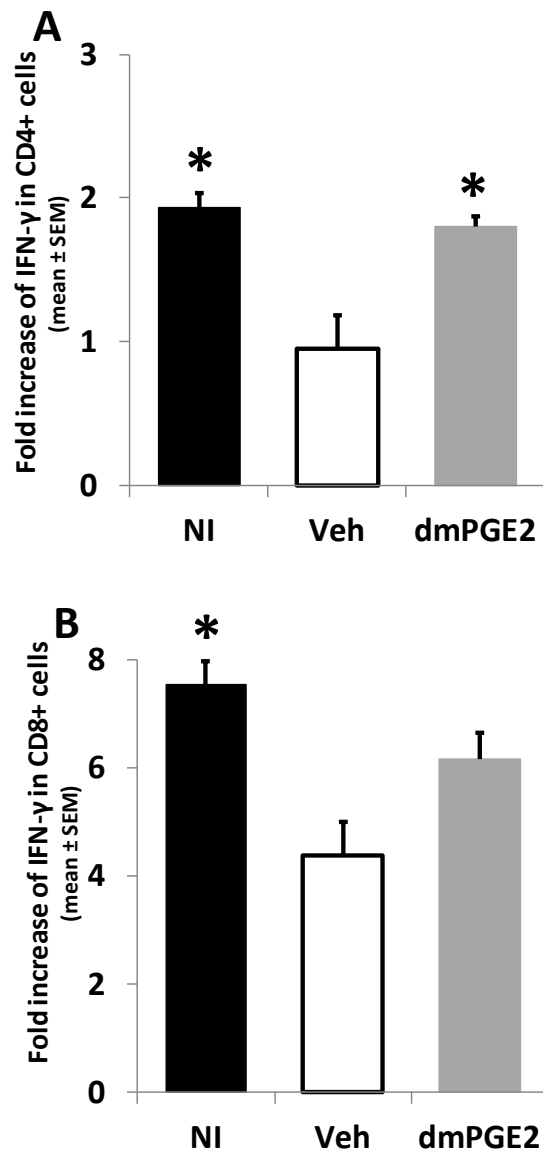 A
Fold increase of IFN-γ in CD4+ cells
(mean ± SEM)
3
2
1
0
*
*
NI Veh dmPGE2
B
Fold increase of IFN-γ in CD8+ cells
(mean ± SEM)
8
6
4
2
0
*
NI Veh dmPGE2